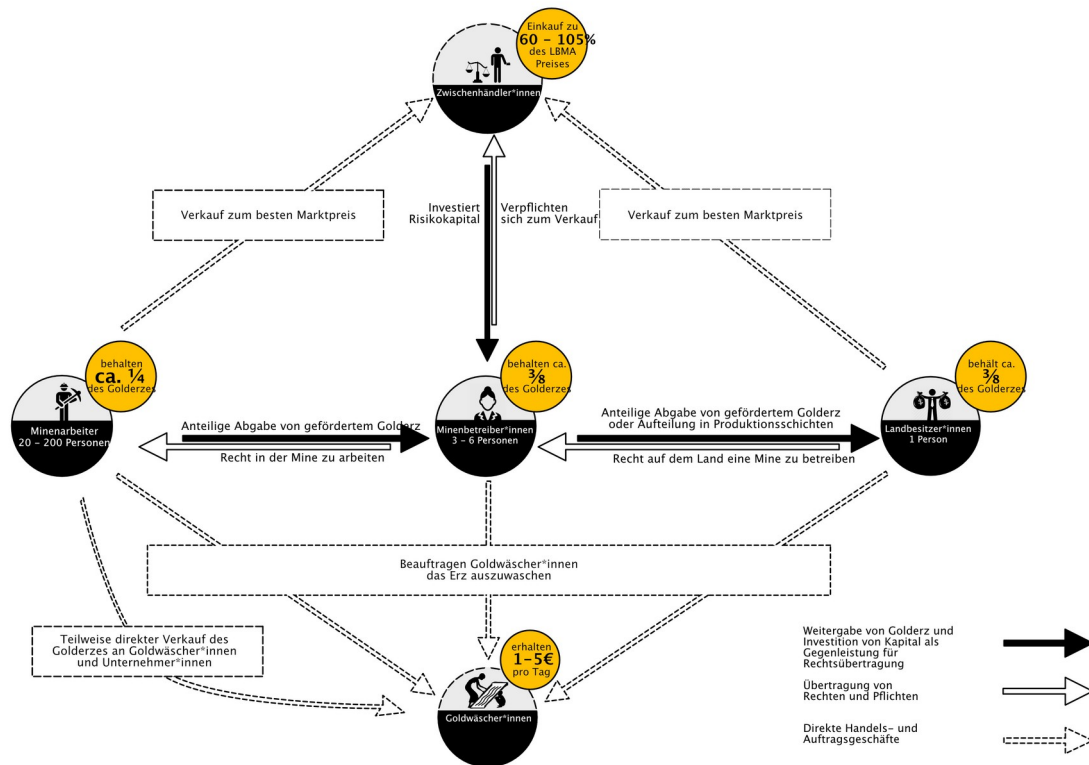 Einkauf zu
60 – 105%
des LBMA
Preises
Zwischenhändler*innen
Verkauf zum besten Marktpreis
Investiert
Risikokapital
Verpflichten
sich zum Verkauf
Verkauf zum besten Marktpreis
behalten
ca. ¼
des Golderzes
Minenarbeiter
20 – 200 Personen
behalten ca.
⅜
des Golderzes
Minenbetreiber*innen
3 – 6 Personen
behält ca.
⅜
des Golderzes
Landbesitzer*innen
1 Person
Anteilige Abgabe von gefördertem Golderz
Recht in der Mine zu arbeiten
Anteilige Abgabe von gefördertem Golderz
oder Aufteilung in Produktionsschichten
Recht auf dem Land eine Mine zu betreiben
Beauftragen Goldwäscher*innen
das Erz auszuwaschen
Teilweise direkter Verkauf des
Golderzes an Goldwäscher*innen
und Unternehmer*innen
erhalten
1–5€
pro Tag
Goldwäscher*innen
Weitergabe von Golderz und
Investition von Kapital als
Gegenleistung für
Rechtsübertragung
Übertragung von
Rechten und Pflichten
Direkte Handels- und
Auftragsgeschäfte